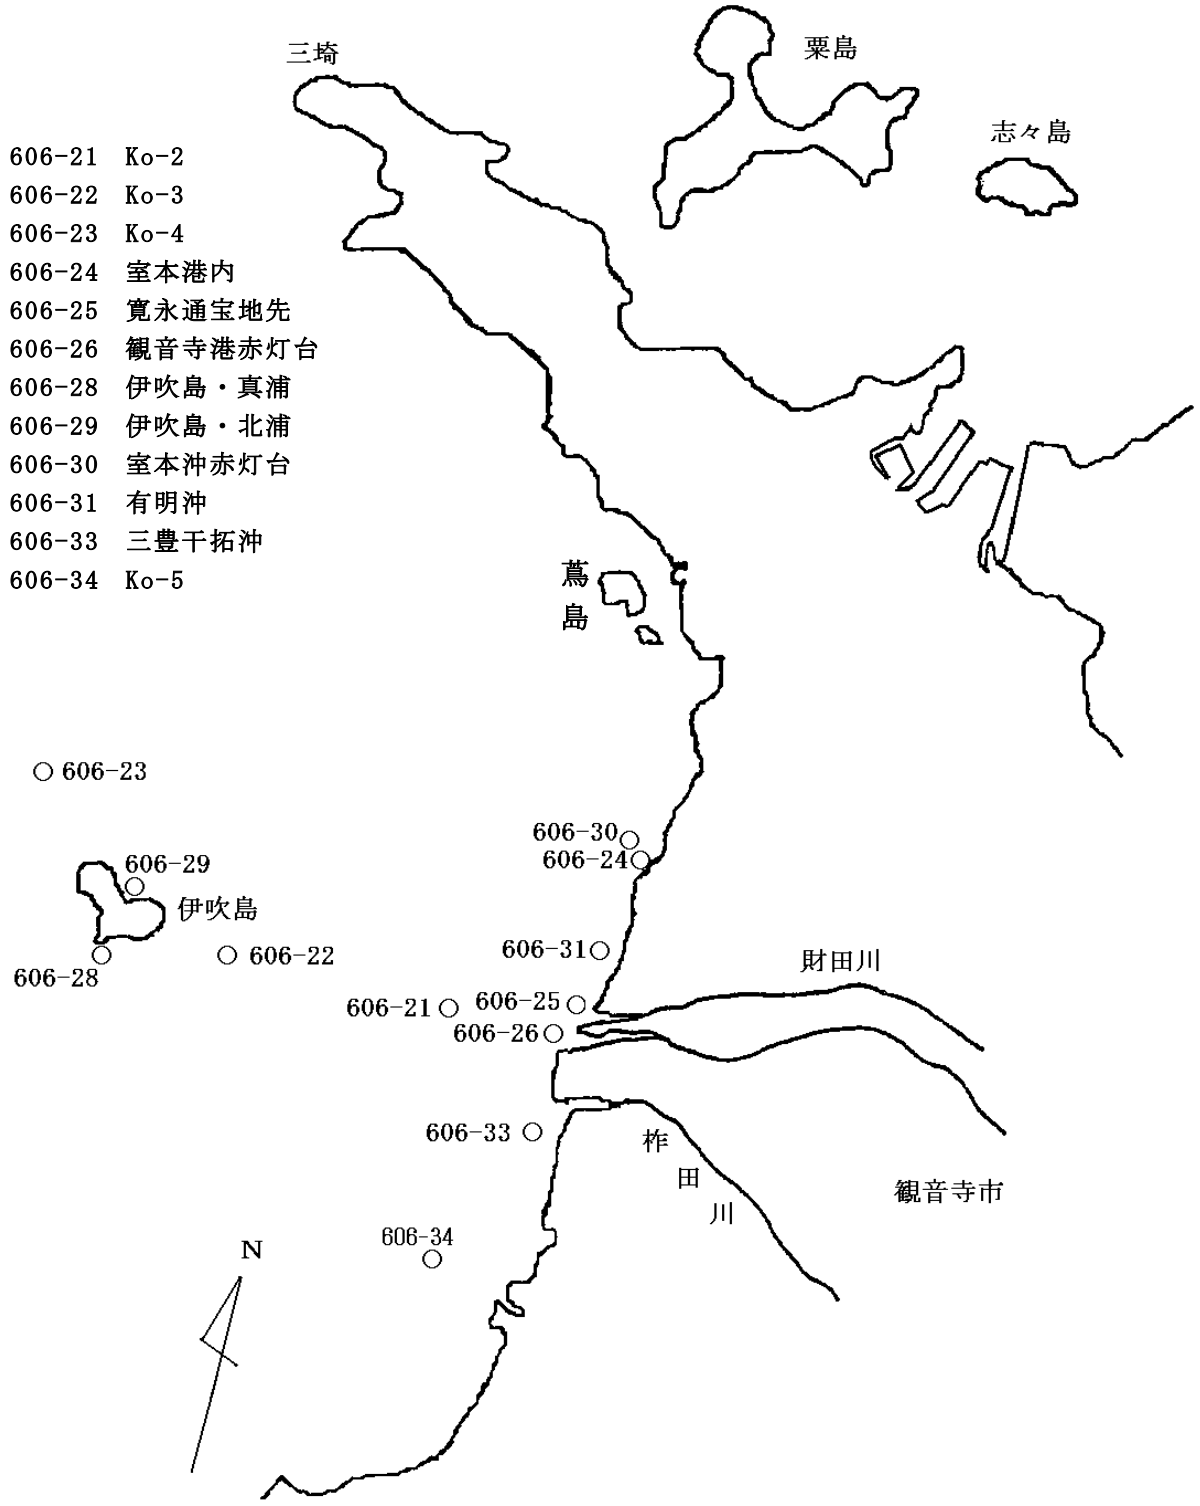 三埼
粟島
志々島
606-21 Ko-2
606-22 Ko-3
606-23 Ko-4
606-24 室本港内
606-25 寛永通宝地先
606-26 観音寺港赤灯台
606-28 伊吹島・真浦
606-29 伊吹島・北浦
606-30 室本沖赤灯台
606-31 有明沖
606-33 三豊干拓沖
606-34 Ko-5
蔦島
606-23
606-30
606-24
606-29
伊吹島
606-28
606-22
606-31
財田川
606-21
606-25
606-26
606-33
柞田川
観音寺市
606-34
N